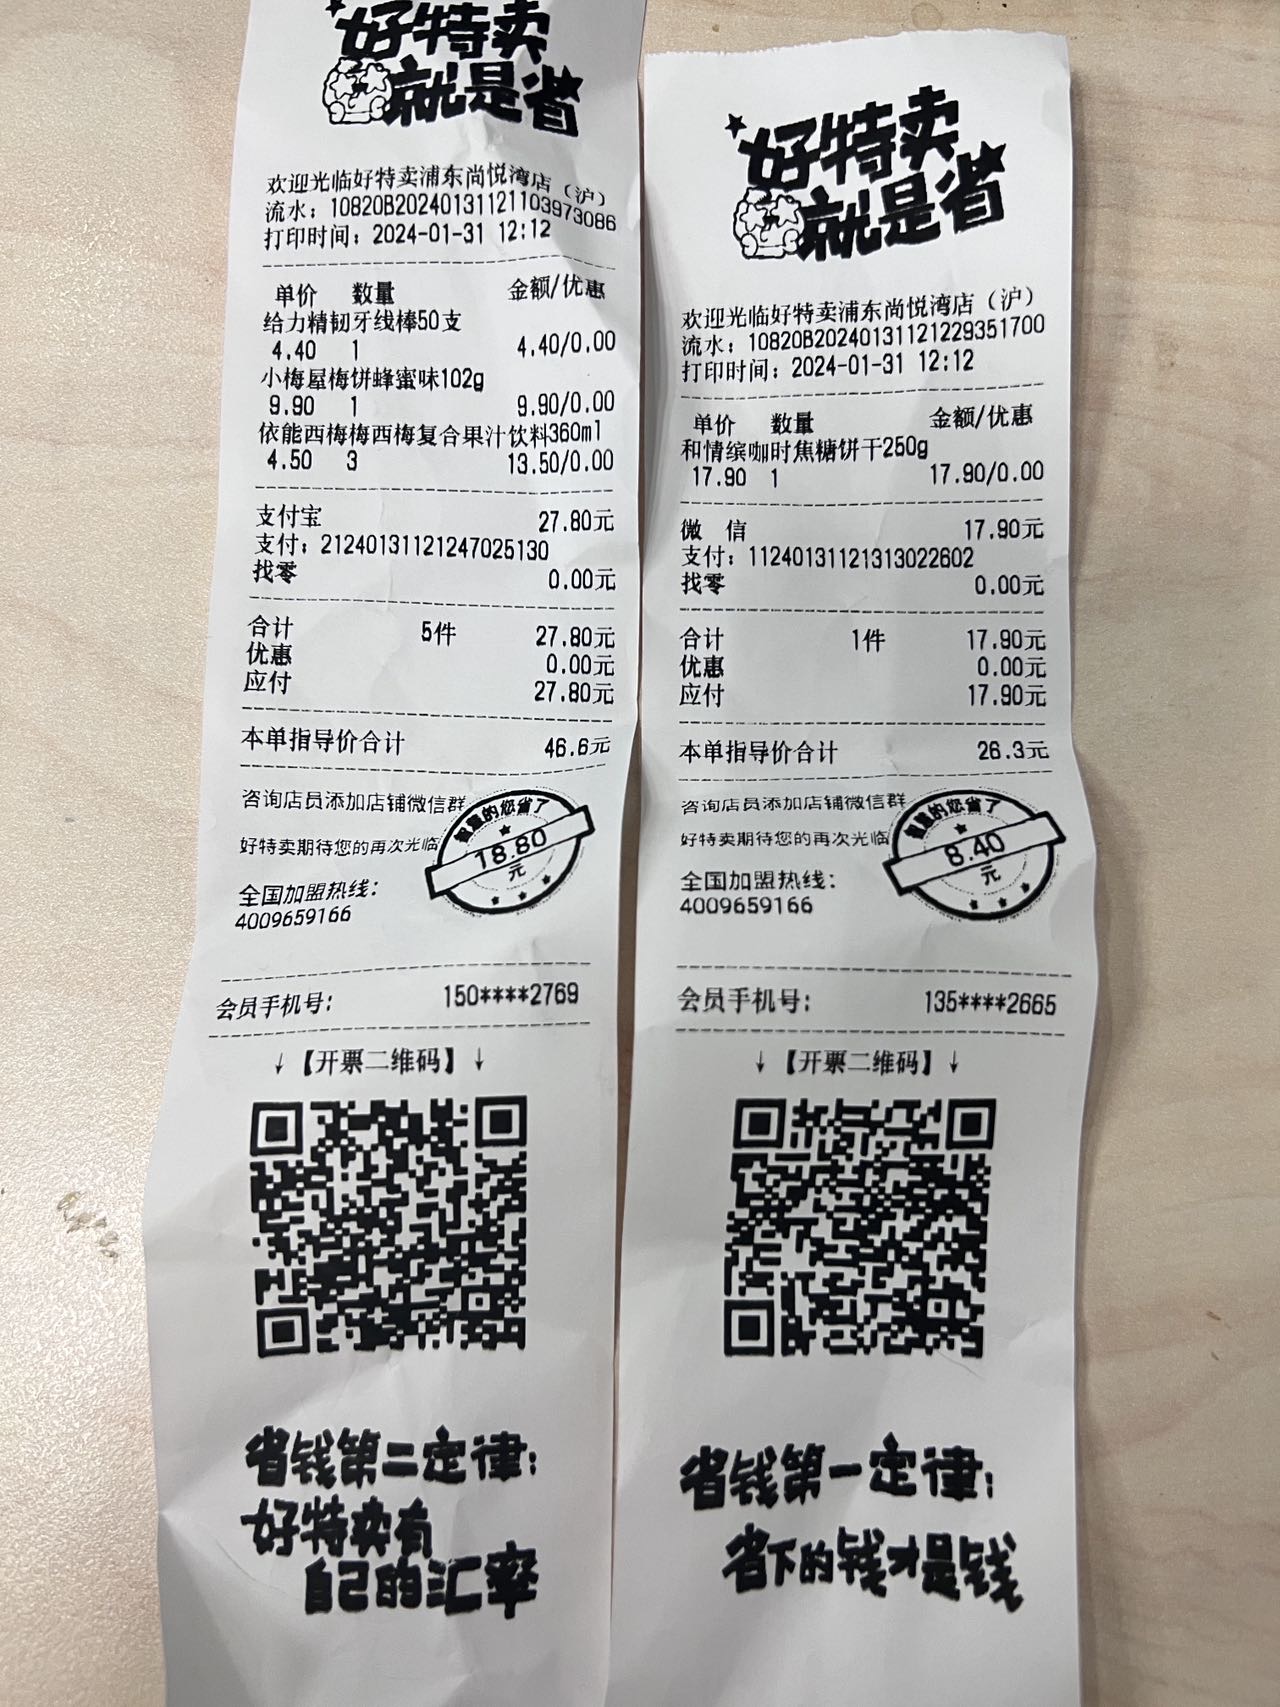 好特卖
就是省
欢迎光临好特卖浦东尚悦湾店（沪）
流水：10820B20240131121103973086
打印时间：2024-01-31 12:12
单价 数量 金额/优惠
给力精韧牙线棒50支
4.40 1 4.40/0.00
小梅屋梅饼蜂蜜味102g
9.90 1 9.90/0.00
依能西梅梅西梅复合果汁饮料360ml
4.50 3 13.50/0.00
支付宝 27.80元
支付：21240131121247025130
找零 0.00元
合计 5件 27.80元
优惠 0.00元
应付 27.80元
本单指导价合计 46.6元
咨询店员添加店铺微信群
好特卖期待您的再次光临
全国加盟热线：
4009659166
智慧的您省了
18.80
元
会员手机号： 150****2769
↓【开票二维码】↓
省钱第二定律：
好特卖有
自己的汇率
好特卖
就是省
欢迎光临好特卖浦东尚悦湾店（沪）
流水：10820B202401311212293517​00
打印时间：2024-01-31 12:12
单价 数量 金额/优惠
和情缤咖时焦糖饼干250g
17.90 1 17.90/0.00
微 信 17.90元
支付：11240131121313022602
找零 0.00元
合计 1件 17.90元
优惠 0.00元
应付 17.90元
本单指导价合计 26.3元
咨询店员添加店铺微信群
好特卖期待您的再次光临
全国加盟热线：
4009659166
智慧的您省了
8.40
元
会员手机号： 135****2665
↓【开票二维码】↓
省钱第一定律：
省下的钱才是钱